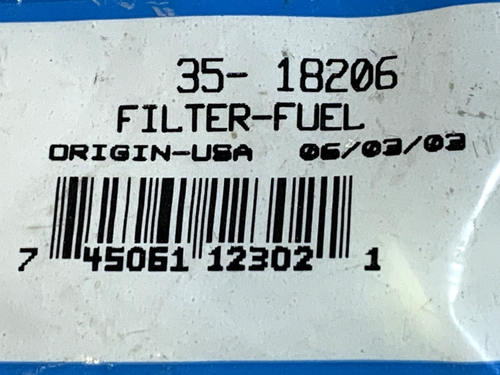 35- 18206
FILTER-FUEL
ORIGIN-USA 06/03/03
7 45061 12302 1